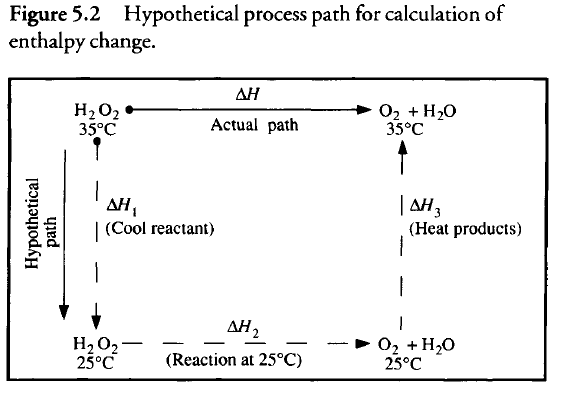 Figure 5.2 Hypothetical process path for calculation of
enthalpy change.
ΔH
H₂O₂
35°C
Actual path
O₂ + H₂O
35°C
Hypothetical
path
ΔH₁
(Cool reactant)
ΔH₃
(Heat products)
ΔH₂
H₂O₂
25°C
(Reaction at 25°C)
O₂ + H₂O
25°C